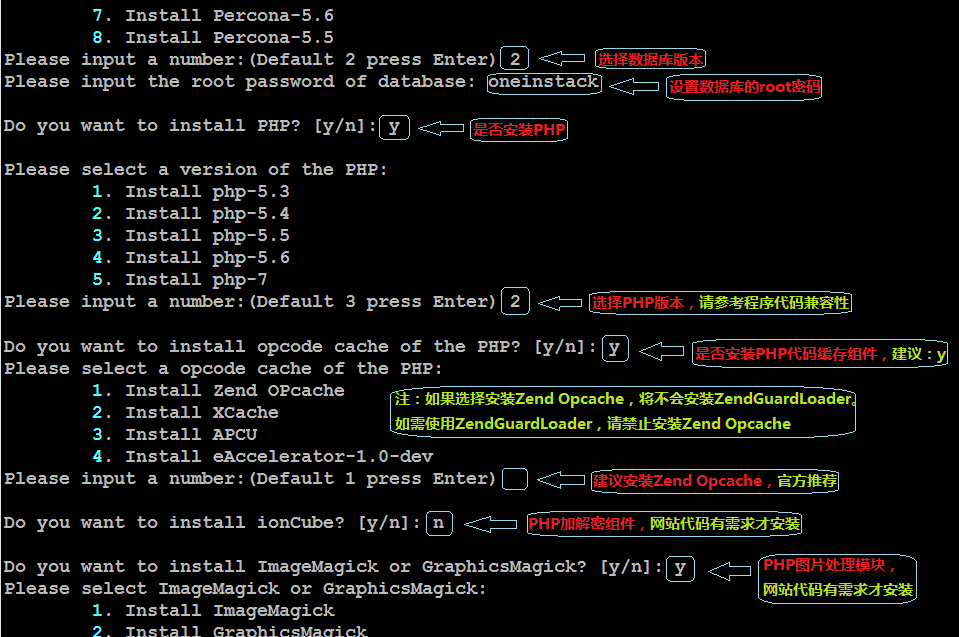 7. Install Percona-5.6
8. Install Percona-5.5
Please input a number:(Default 2 press Enter) 2 选择数据库版本
Please input the root password of database: oneinstack 设置数据库的root密码
Do you want to install PHP? [y/n]: y 是否安装PHP
Please select a version of the PHP:
1. Install php-5.3
2. Install php-5.4
3. Install php-5.5
4. Install php-5.6
5. Install php-7
Please input a number:(Default 3 press Enter) 2 选择PHP版本，请参考程序代码兼容性
Do you want to install opcode cache of the PHP? [y/n]: y 是否安装PHP代码缓存组件，建议：y
Please select a opcode cache of the PHP:
1. Install Zend OPcache
注：如果选择安装Zend Opcache，将不会安装ZendGuardLoader。
2. Install XCache
如需使用ZendGuardLoader，请禁止安装Zend Opcache
3. Install APCU
4. Install eAccelerator-1.0-dev
Please input a number:(Default 1 press Enter) 建议安装Zend Opcache，官方推荐
Do you want to install ionCube? [y/n]: n PHP加解密组件，网站代码有需求才安装
Do you want to install ImageMagick or GraphicsMagick? [y/n]: y PHP图片处理模块，
Please select ImageMagick or GraphicsMagick: 网站代码有需求才安装
1. Install ImageMagick
2. Install GraphicsMagick